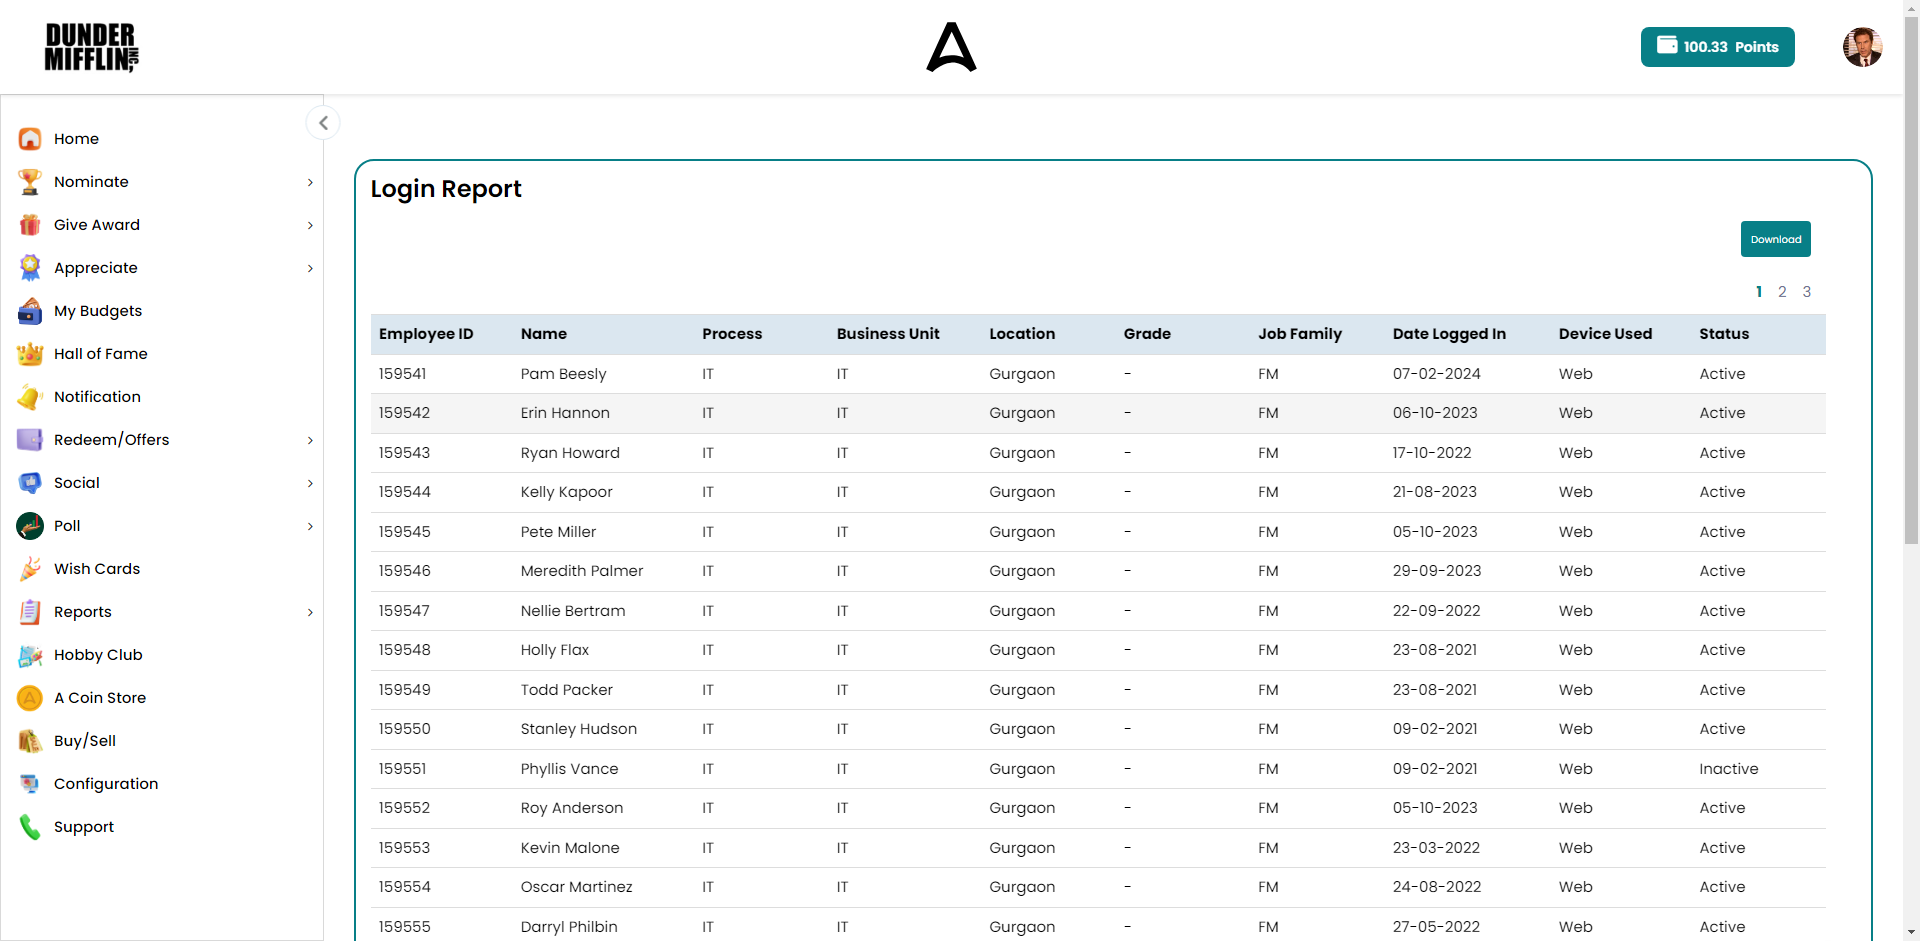 DUNDER
MIFFLIN, INC
100.33 Points
Home
Nominate
Give Award
Appreciate
My Budgets
Hall of Fame
Notification
Redeem/Offers
Social
Poll
Wish Cards
Reports
Hobby Club
A Coin Store
Buy/Sell
Configuration
Support
Login Report
Download
1 2 3
Employee ID Name Process Business Unit Location Grade Job Family Date Logged In Device Used Status
159541 Pam Beesly IT IT Gurgaon - FM 07-02-2024 Web Active
159542 Erin Hannon IT IT Gurgaon - FM 06-10-2023 Web Active
159543 Ryan Howard IT IT Gurgaon - FM 17-10-2022 Web Active
159544 Kelly Kapoor IT IT Gurgaon - FM 21-08-2023 Web Active
159545 Pete Miller IT IT Gurgaon - FM 05-10-2023 Web Active
159546 Meredith Palmer IT IT Gurgaon - FM 29-09-2023 Web Active
159547 Nellie Bertram IT IT Gurgaon - FM 22-09-2022 Web Active
159548 Holly Flax IT IT Gurgaon - FM 23-08-2021 Web Active
159549 Todd Packer IT IT Gurgaon - FM 23-08-2021 Web Active
159550 Stanley Hudson IT IT Gurgaon - FM 09-02-2021 Web Active
159551 Phyllis Vance IT IT Gurgaon - FM 09-02-2021 Web Inactive
159552 Roy Anderson IT IT Gurgaon - FM 05-10-2023 Web Active
159553 Kevin Malone IT IT Gurgaon - FM 23-03-2022 Web Active
159554 Oscar Martinez IT IT Gurgaon - FM 24-08-2022 Web Active
159555 Darryl Philbin IT IT Gurgaon - FM 27-05-2022 Web Active